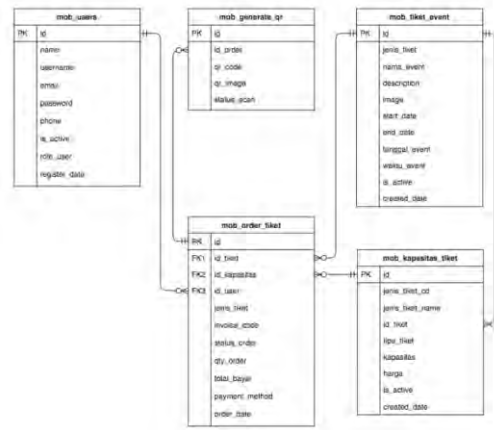 mob_users
PK id
name
username
email
password
phone
is_active
role_user
register_date
mob_generate_qr
PK id
id_order
qr_code
qr_image
status_scan
mob_tiket_event
PK id
jenis_tiket
nama_event
description
image
start_date
end_date
tanggal_event
waktu_event
is_active
created_date
mob_order_tiket
PK id
FK1 id_tiket
FK2 id_kapasitas
FK3 id_user
jenis_tiket
invoice_code
status_order
qty_order
total_bayar
payment_method
order_date
mob_kapasitas_tiket
PK id
jenis_tiket_cd
jenis_tiket_name
id_tiket
tipe_tiket
kapasitas
harga
is_active
created_date